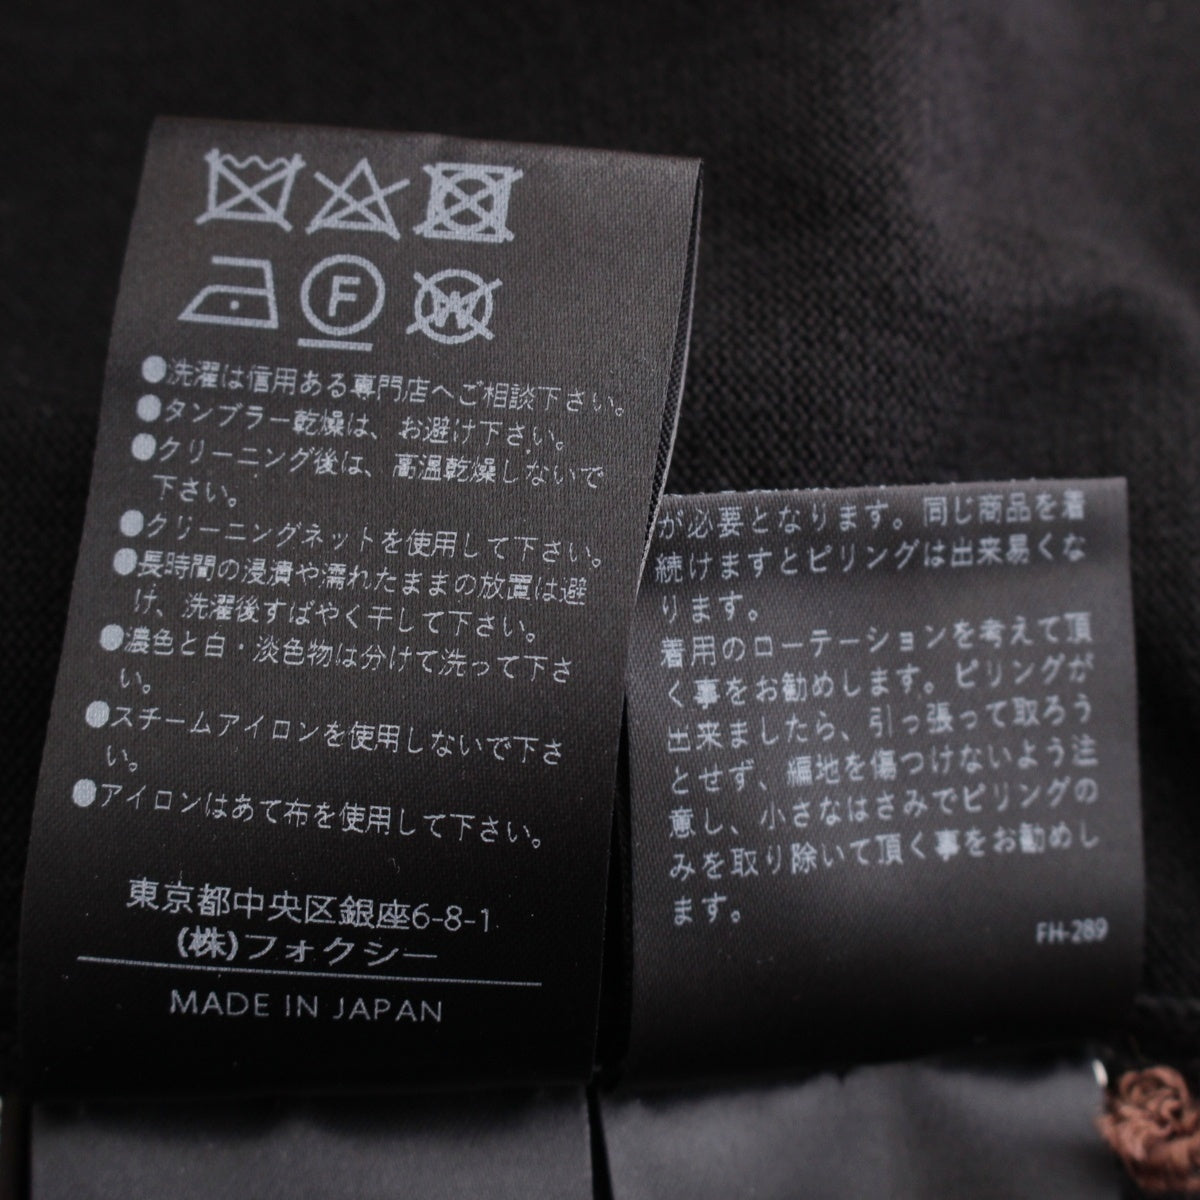 F
W
●洗濯は信用ある専門店へご相談下さい。
●タンブラー乾燥は、お避け下さい。
●クリーニング後は、高温乾燥しないで
下さい。
●クリーニングネットを使用して下さい。
●長時間の浸漬や濡れたままの放置は避
け、洗濯後すばやく干して下さい。
●濃色と白・淡色物は分けて洗って下さ
い。
●スチームアイロンを使用しないで下さ
い。
●アイロンはあて布を使用して下さい。
東京都中央区銀座6-8-1
(株)フォクシー
MADE IN JAPAN
が必要となります。同じ商品を着
続けますとピリングは出来易くな
ります。
着用のローテーションを考えて頂
く事をお勧めします。ピリングが
出来ましたら、引っ張って取ろう
とせず、編地を傷つけないよう注
意し、小さなはさみでピリングの
みを取り除いて頂く事をお勧めし
ます。
FH-289